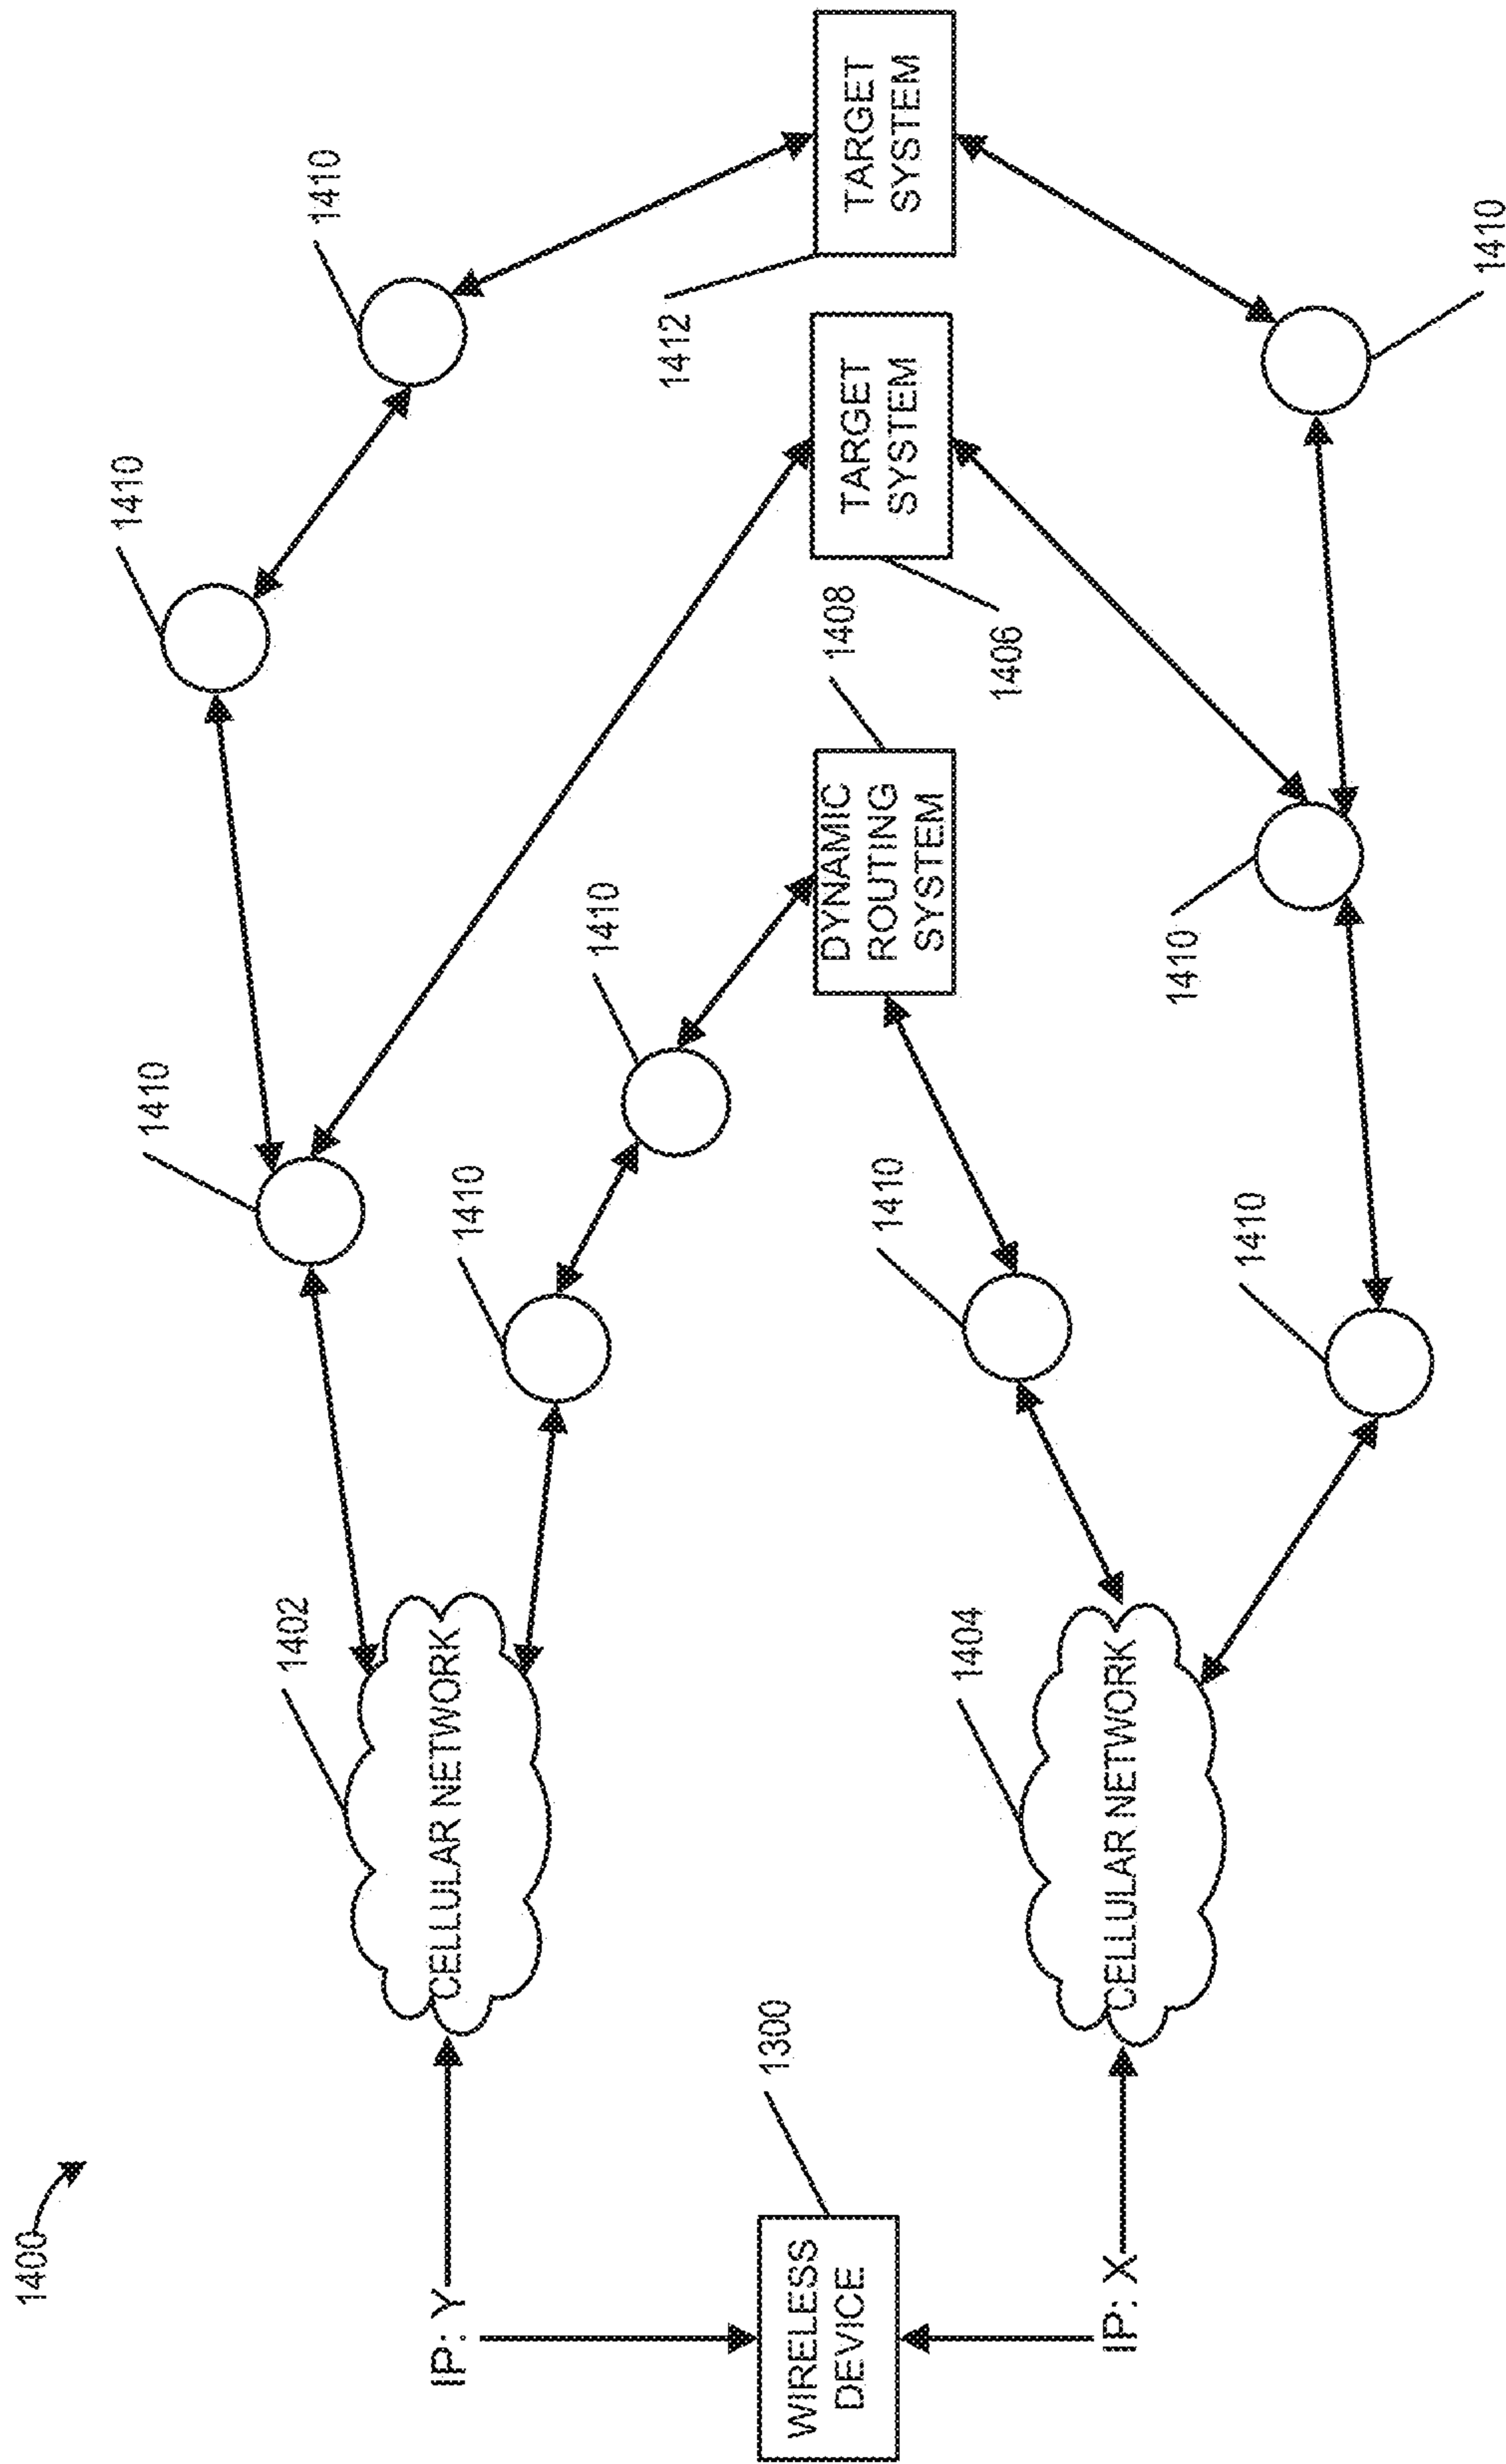 1400
1410
1410
1402
1410
IP: Y
CELLULAR NETWORK
1410
1410
1412
1300
WIRELESS
DEVICE
DYNAMIC
ROUTING
SYSTEM
1408
TARGET
SYSTEM
TARGET
SYSTEM
1410
1404
1406
IP: X
CELLULAR NETWORK
1410
1410
1410